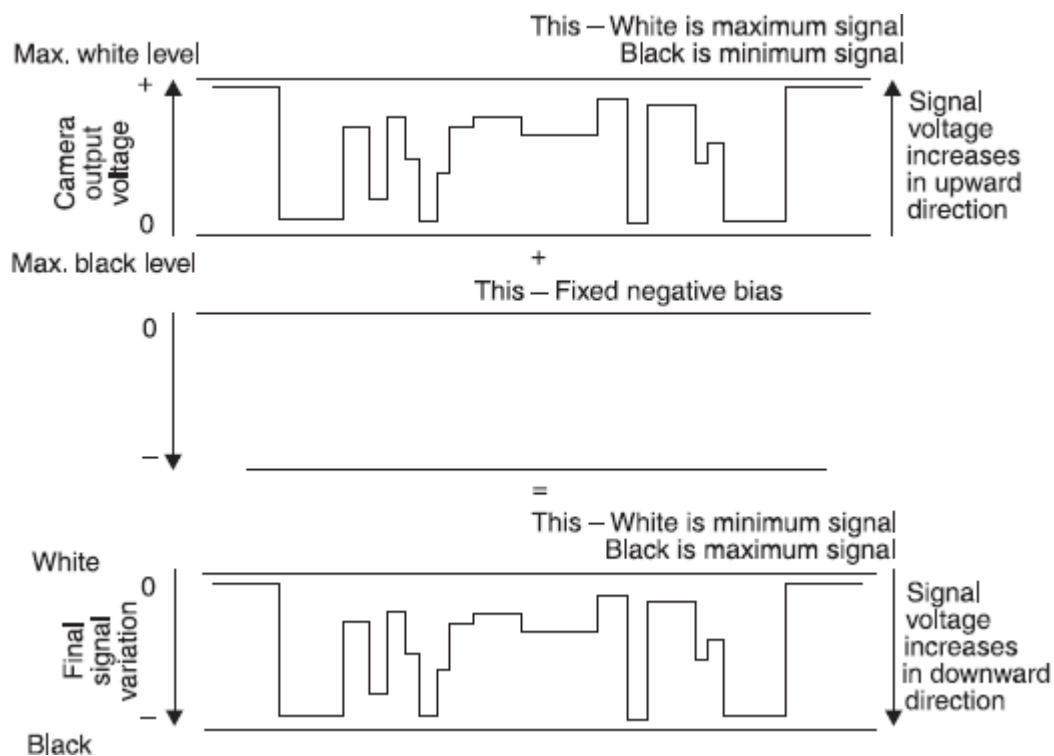 This – White is maximum signal
Black is minimum signal
Max. white level
+
Camera
output
voltage
0
Signal
voltage
increases
in upward
direction
Max. black level
+
This – Fixed negative bias
0
–
=
This – White is minimum signal
Black is maximum signal
White
0
Final
signal
variation
–
Signal
voltage
increases
in downward
direction
Black